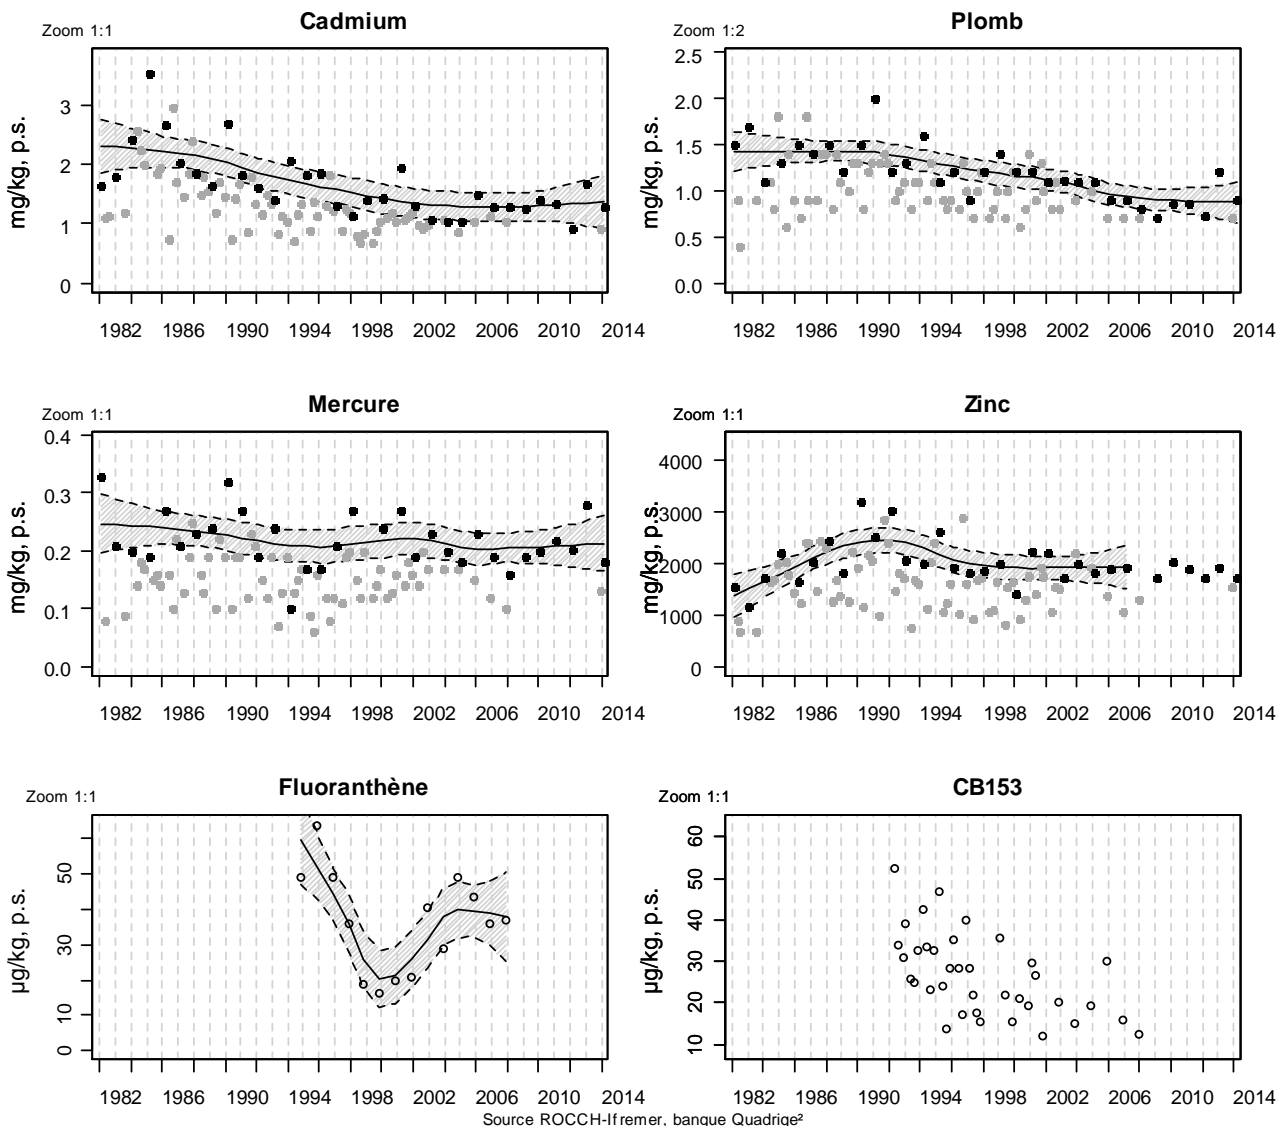 Zoom 1:1
Cadmium
mg/kg, p.s.
3
2
1
0
1982 1986 1990 1994 1998 2002 2006 2010 2014
Zoom 1:2
Plomb
mg/kg, p.s.
2.5
2.0
1.5
1.0
0.5
0.0
1982 1986 1990 1994 1998 2002 2006 2010 2014
Zoom 1:1
Mercure
mg/kg, p.s.
0.4
0.3
0.2
0.1
0.0
1982 1986 1990 1994 1998 2002 2006 2010 2014
Zoom 1:1
Zinc
mg/kg, p.s.
4000
3000
2000
1000
0
1982 1986 1990 1994 1998 2002 2006 2010 2014
Zoom 1:1
Fluoranthène
µg/kg, p.s.
50
30
10
0
1982 1986 1990 1994 1998 2002 2006 2010 2014
Zoom 1:1
CB153
µg/kg, p.s.
60
50
40
30
20
10
1982 1986 1990 1994 1998 2002 2006 2010 2014
Source ROCCH-Ifremer, banque Quadrige²